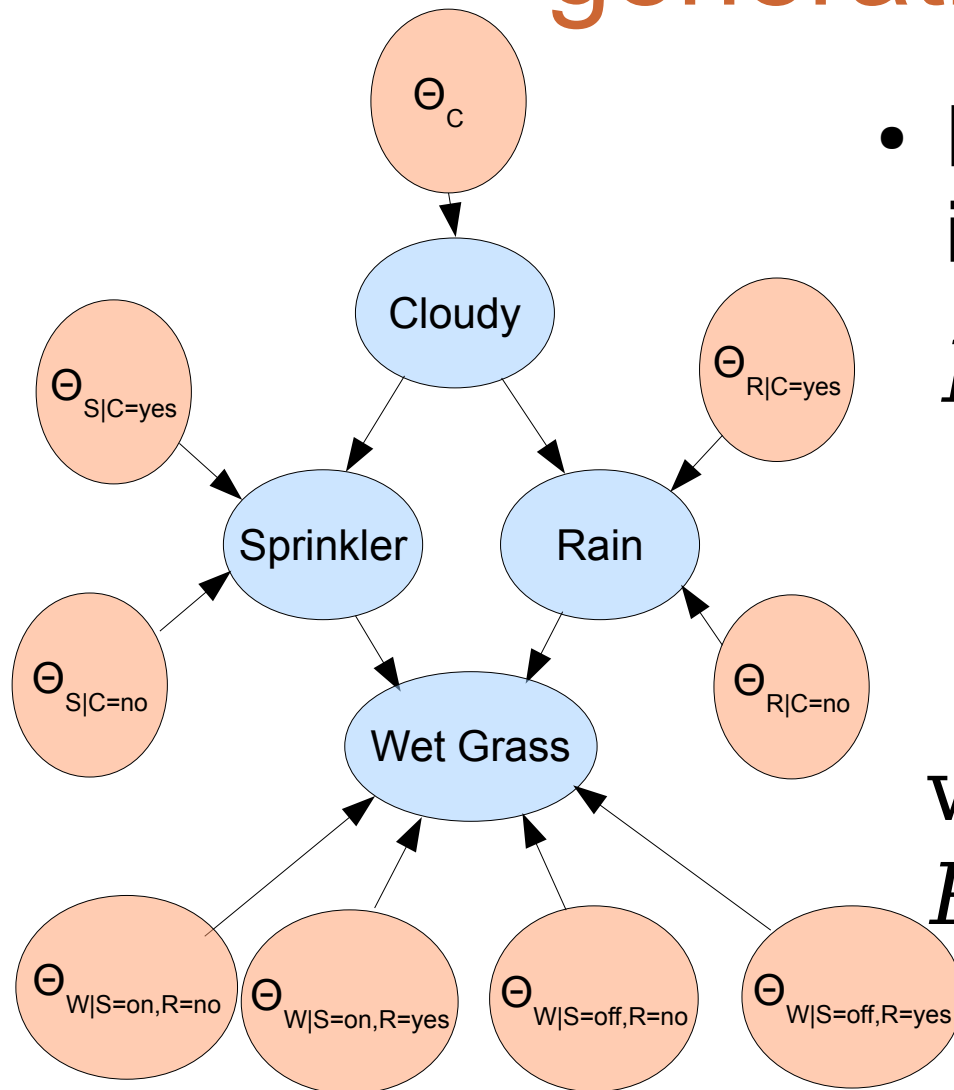 Θ_C
Cloudy
Θ_S|C=yes
Θ_R|C=yes
Sprinkler
Rain
Θ_S|C=no
Θ_R|C=no
Wet Grass
Θ_W|S=on,R=no
Θ_W|S=on,R=yes
Θ_W|S=off,R=no
Θ_W|S=off,R=yes